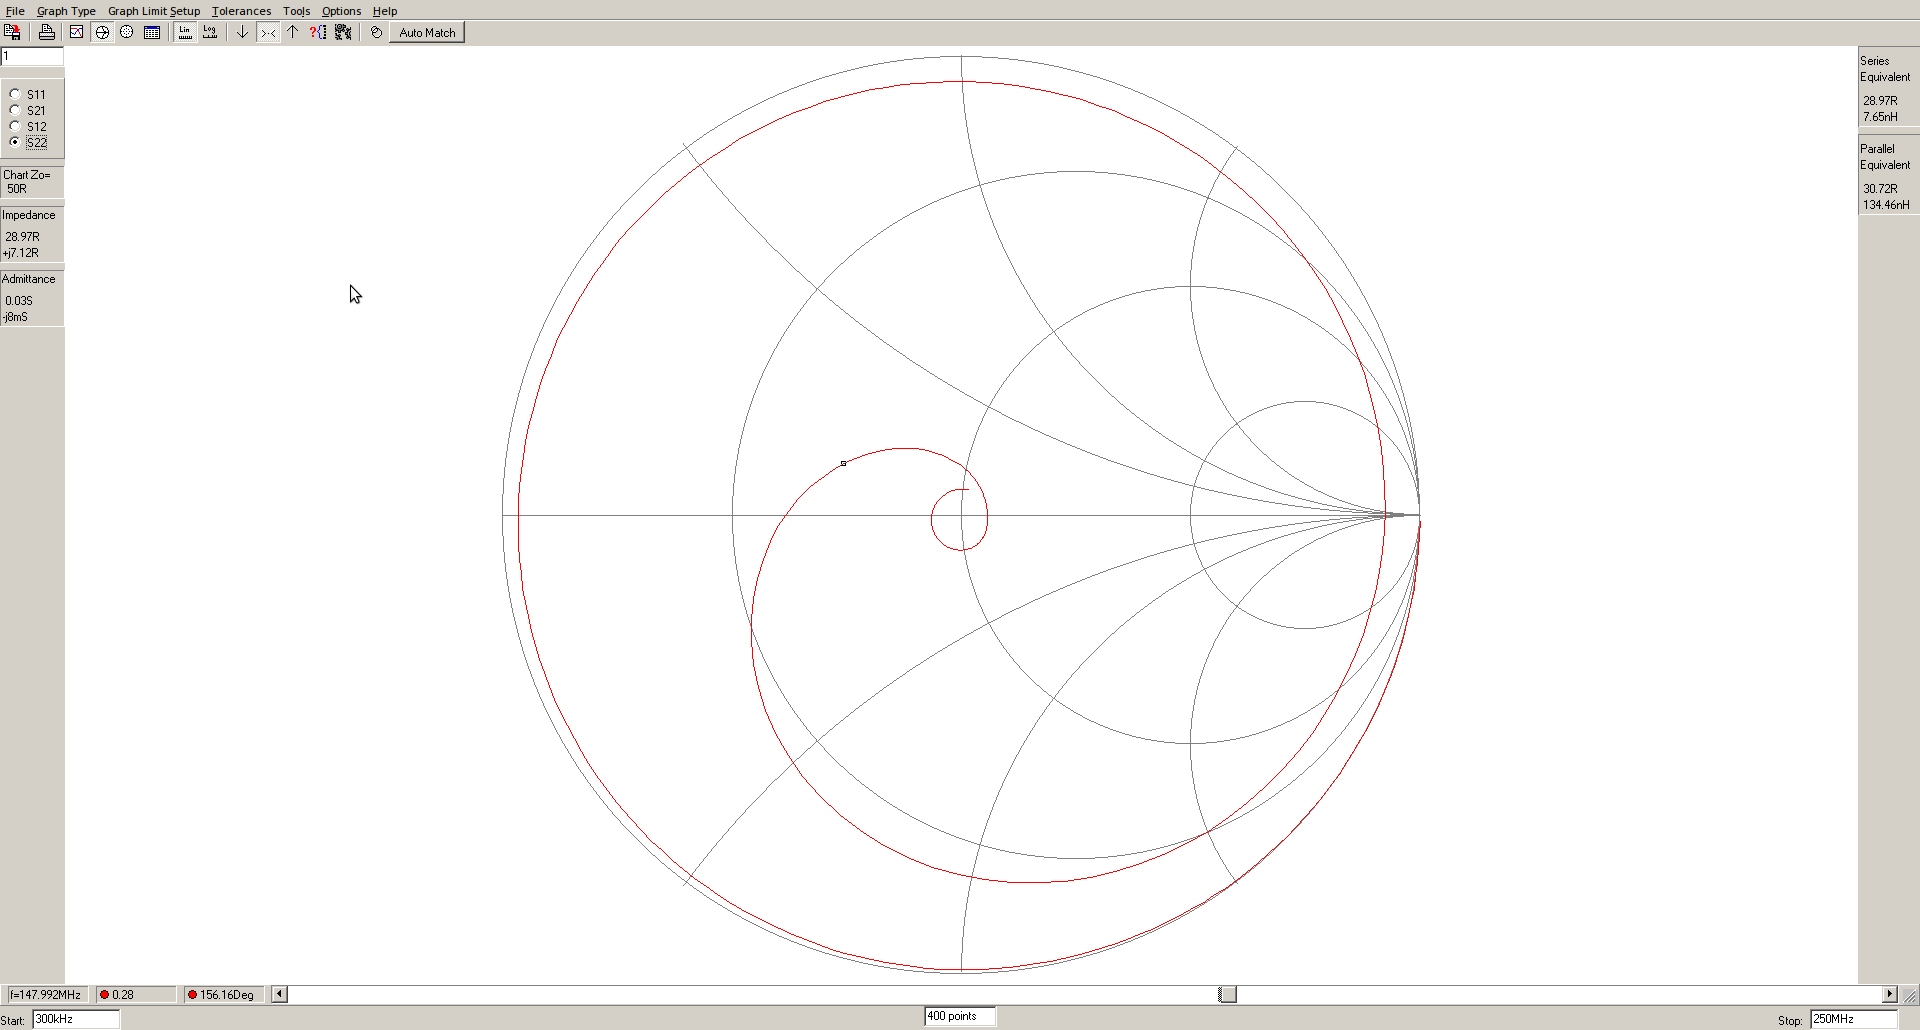 File Graph Type Graph Limit Setup Tolerances Tools Options Help
Lin Log Auto Match
1
S11
S21
S12
S22
Chart Zo=
50R
Impedance
28.97R
+j7.12R
Admittance
0.03S
-j8mS
Series
Equivalent
28.97R
7.65nH
Parallel
Equivalent
30.72R
134.46nH
f=147.992MHz 0.28 156.16Deg
Start: 300kHz 400 points Stop: 250MHz